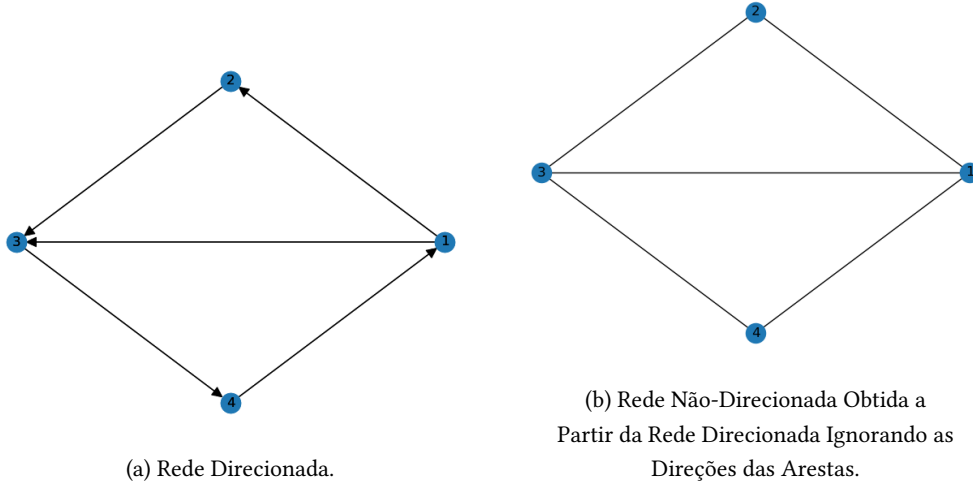 2
3
1
4
(a) Rede Direcionada.
2
3
1
4
(b) Rede Não-Direcionada Obtida a
Partir da Rede Direcionada Ignorando as
Direções das Arestas.